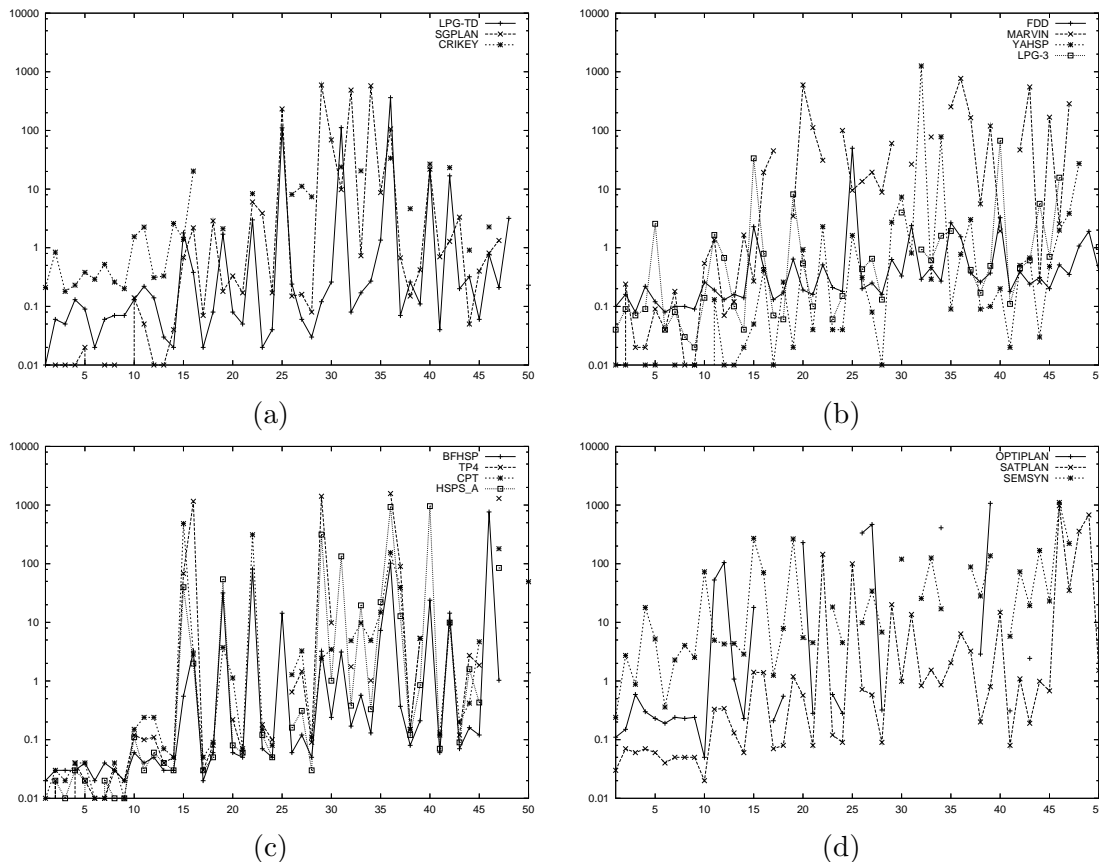 10000
1000
100
10
1
0.1
0.01
5 10 15 20 25 30 35 40 45 50
LPG-TD
SGPLAN
CRIKEY
(a)
10000
1000
100
10
1
0.1
0.01
5 10 15 20 25 30 35 40 45 50
FDD
MARVIN
YAHSP
LPG-3
(b)
10000
1000
100
10
1
0.1
0.01
5 10 15 20 25 30 35 40 45 50
BFHSP
TP4
CPT
HSPS_A
(c)
10000
1000
100
10
1
0.1
0.01
5 10 15 20 25 30 35 40 45 50
OPTIPLAN
SATPLAN
SEMSYN
(d)